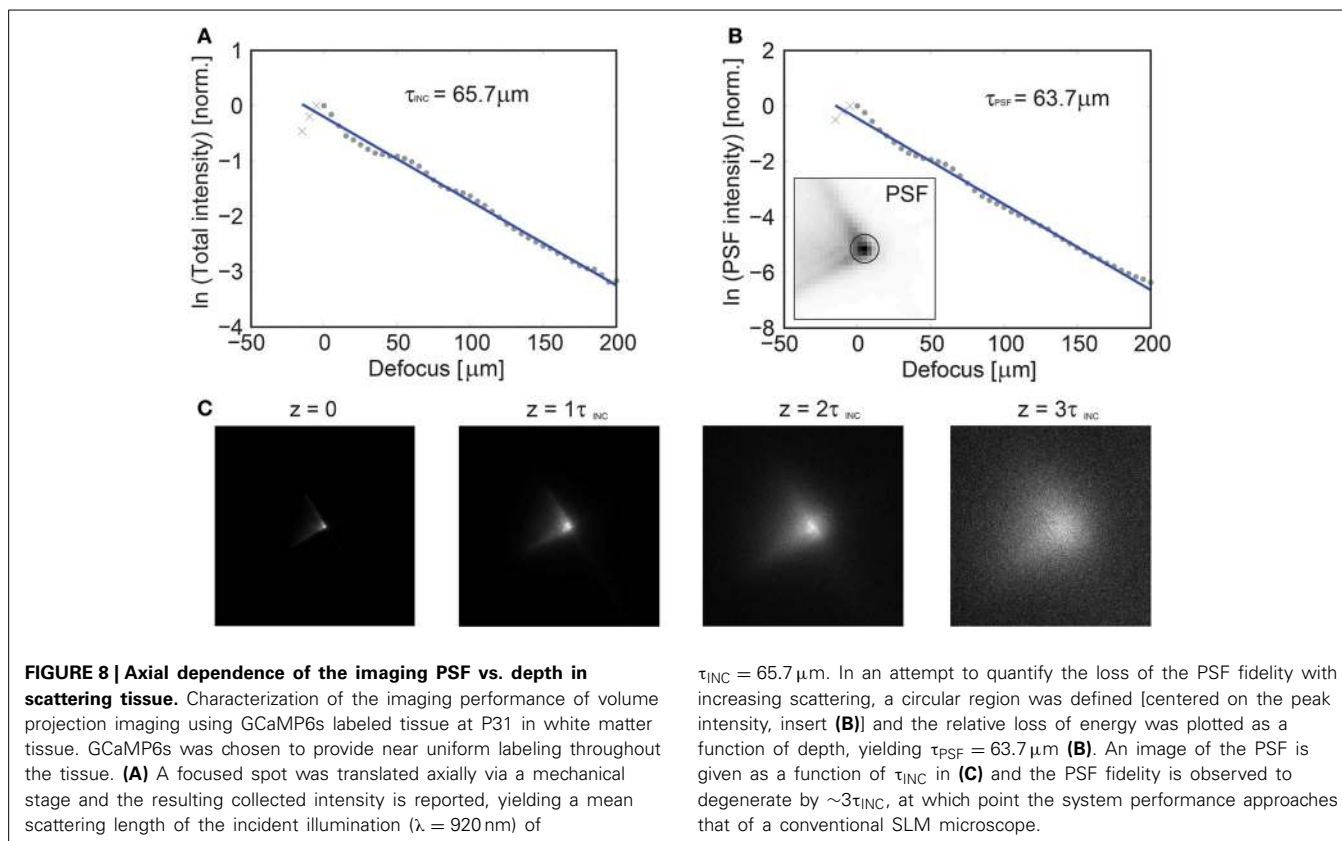 A
B
1
0
−1
−2
−3
−4
ln (Total intensity) [norm.]
τINC = 65.7μm
−50
0
50
100
150
200
Defocus [μm]
2
0
−2
−4
−6
−8
ln (PSF intensity) [norm.]
τPSF = 63.7μm
PSF
−50
0
50
100
150
200
Defocus [μm]
C
z = 0
z = 1τ INC
z = 2τ INC
z = 3τ INC
FIGURE 8 | Axial dependence of the imaging PSF vs. depth in
scattering tissue. Characterization of the imaging performance of volume
projection imaging using GCaMP6s labeled tissue at P31 in white matter
tissue. GCaMP6s was chosen to provide near uniform labeling throughout
the tissue. (A) A focused spot was translated axially via a mechanical
stage and the resulting collected intensity is reported, yielding a mean
scattering length of the incident illumination (λ = 920 nm) of
τINC = 65.7 μm. In an attempt to quantify the loss of the PSF fidelity with
increasing scattering, a circular region was defined [centered on the peak
intensity, insert (B)] and the relative loss of energy was plotted as a
function of depth, yielding τPSF = 63.7 μm (B). An image of the PSF is
given as a function of τINC in (C) and the PSF fidelity is observed to
degenerate by ~3τINC, at which point the system performance approaches
that of a conventional SLM microscope.